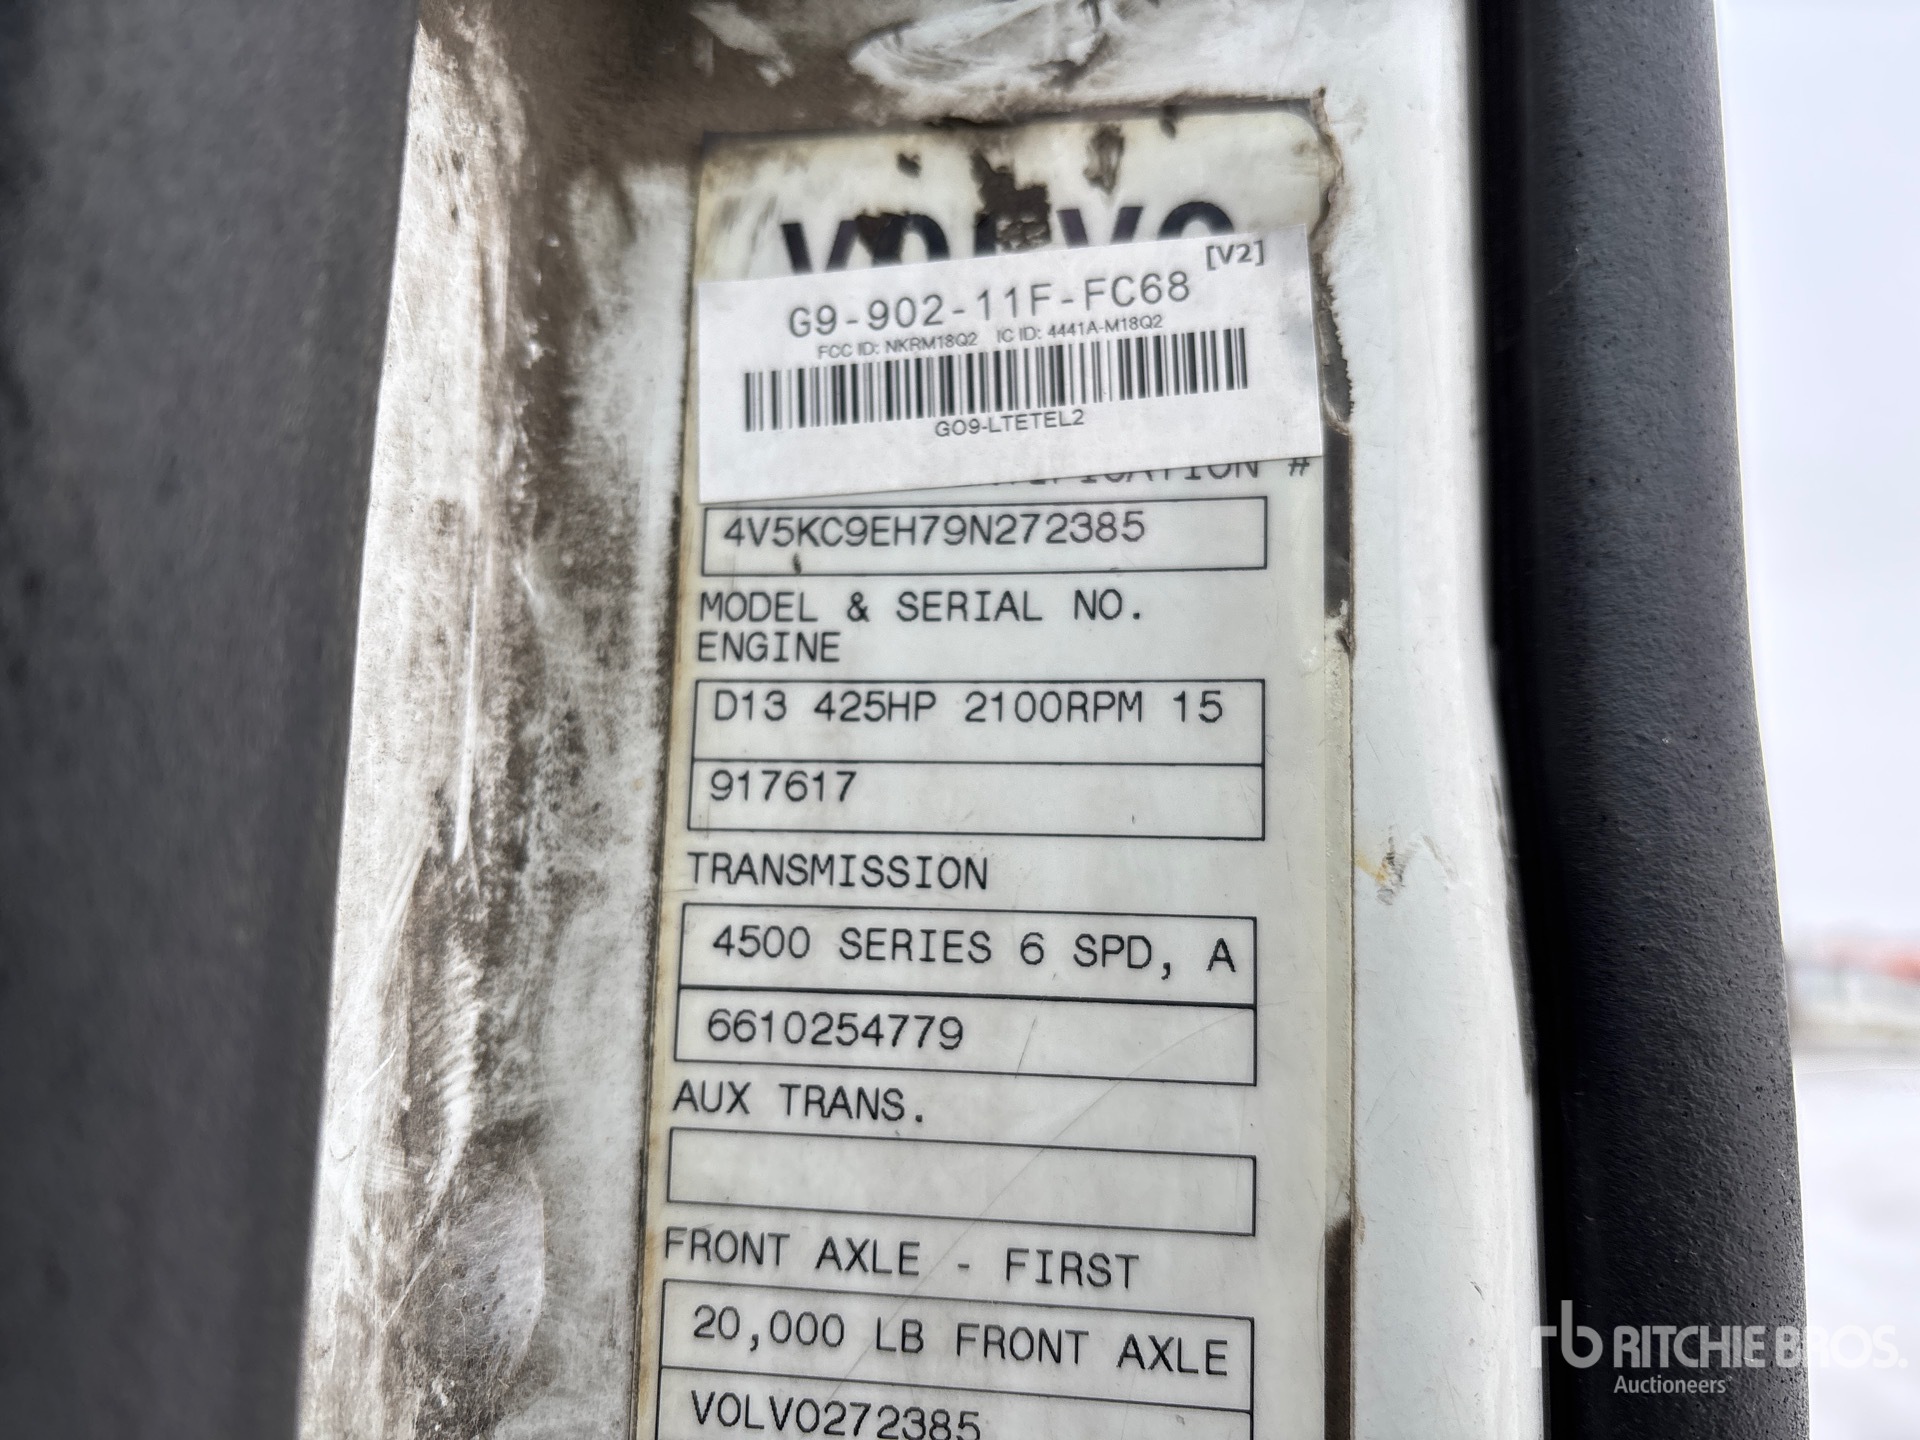 VOLVO
[V2]
G9-902-11F-FC68
FCC ID: NKRM18Q2 IC ID: 4441A-M18Q2
GO9-LTETEL2
#
4V5KC9EH79N272385
MODEL & SERIAL NO.
ENGINE
D13 425HP 2100RPM 15
917617
TRANSMISSION
4500 SERIES 6 SPD, A
6610254779
AUX TRANS.
FRONT AXLE - FIRST
20,000 LB FRONT AXLE
VOLVO272385
rb RITCHIE BROS.
Auctioneers